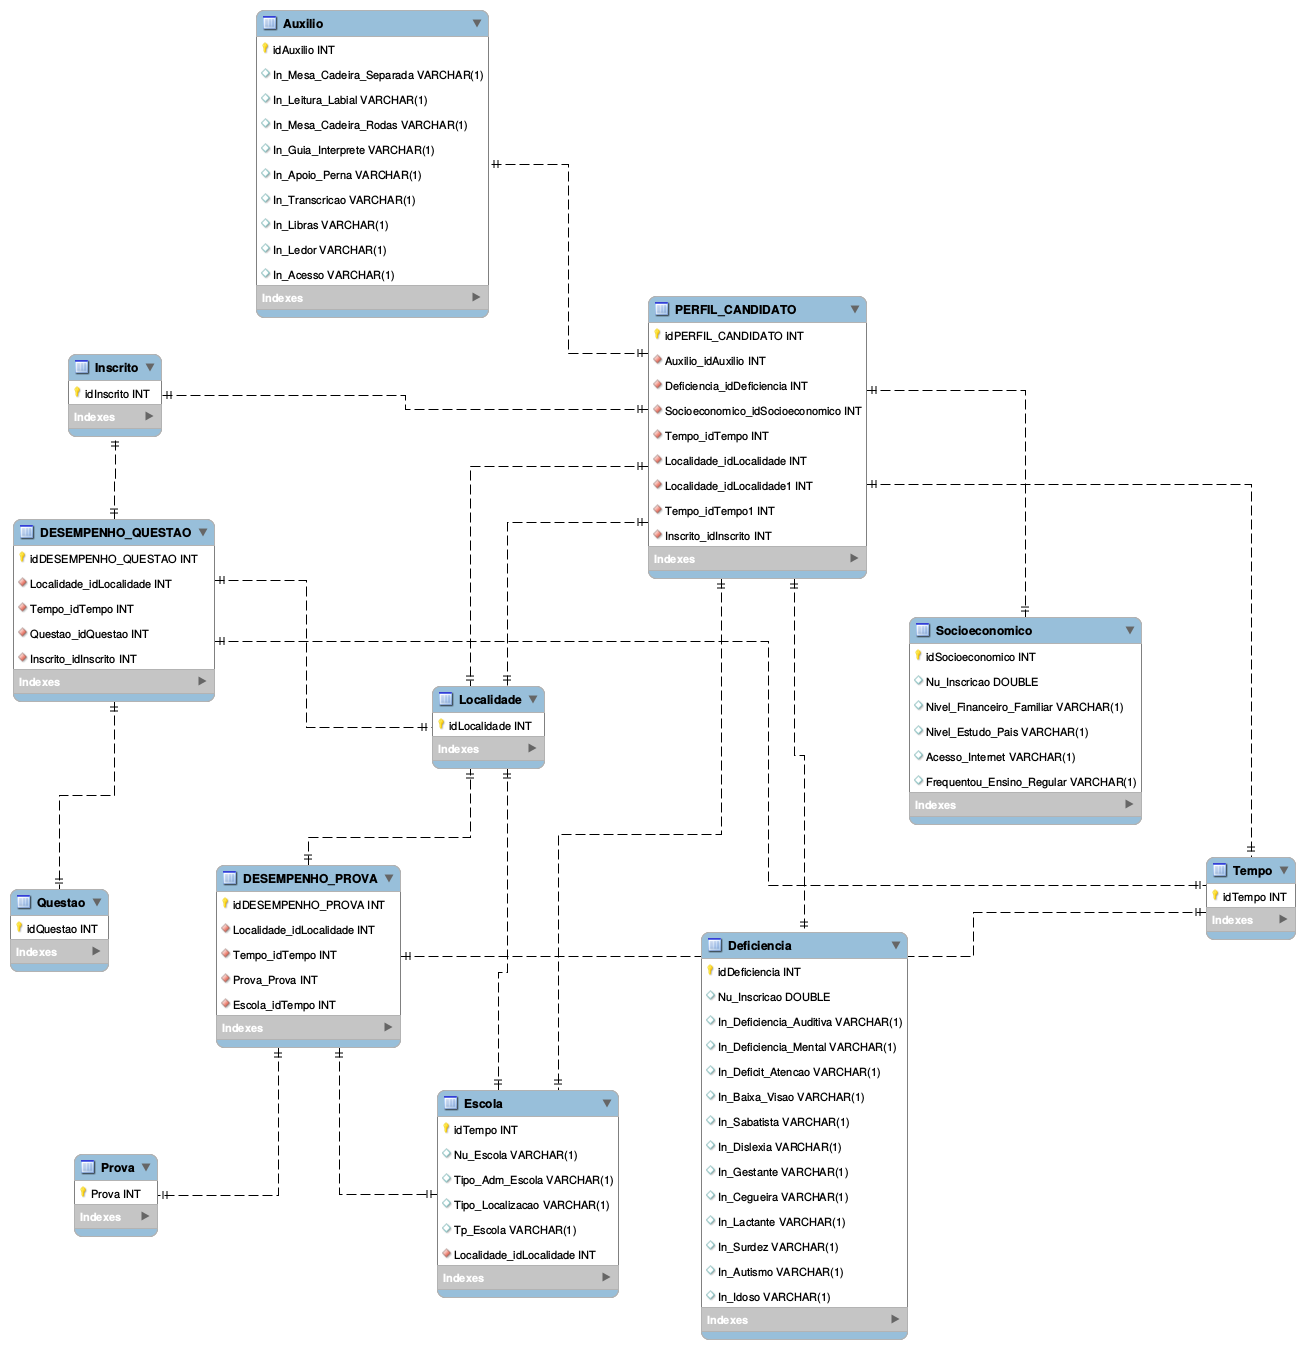 Auxilio
idAuxilio INT
In_Mesa_Cadeira_Separada VARCHAR(1)
In_Leitura_Labial VARCHAR(1)
In_Mesa_Cadeira_Rodas VARCHAR(1)
In_Guia_Interprete VARCHAR(1)
In_Apoio_Perna VARCHAR(1)
In_Transcricao VARCHAR(1)
In_Libras VARCHAR(1)
In_Ledor VARCHAR(1)
In_Acesso VARCHAR(1)
Indexes
PERFIL_CANDIDATO
idPERFIL_CANDIDATO INT
Auxilio_idAuxilio INT
Deficiencia_idDeficiencia INT
Socioeconomico_idSocioeconomico INT
Tempo_idTempo INT
Localidade_idLocalidade INT
Localidade_idLocalidade1 INT
Tempo_idTempo1 INT
Inscrito_idInscrito INT
Indexes
Inscrito
idInscrito INT
Indexes
DESEMPENHO_QUESTAO
idDESEMPENHO_QUESTAO INT
Localidade_idLocalidade INT
Tempo_idTempo INT
Questao_idQuestao INT
Inscrito_idInscrito INT
Indexes
Socioeconomico
idSocioeconomico INT
Nu_Inscricao DOUBLE
Nivel_Financeiro_Familiar VARCHAR(1)
Nivel_Estudo_Pais VARCHAR(1)
Acesso_Internet VARCHAR(1)
Frequentou_Ensino_Regular VARCHAR(1)
Indexes
Localidade
idLocalidade INT
Indexes
Tempo
idTempo INT
Indexes
DESEMPENHO_PROVA
idDESEMPENHO_PROVA INT
Localidade_idLocalidade INT
Tempo_idTempo INT
Prova_Prova INT
Escola_idTempo INT
Indexes
Questao
idQuestao INT
Indexes
Deficiencia
idDeficiencia INT
Nu_Inscricao DOUBLE
In_Deficiencia_Auditiva VARCHAR(1)
In_Deficiencia_Mental VARCHAR(1)
In_Deficit_Atencao VARCHAR(1)
In_Baixa_Visao VARCHAR(1)
In_Sabatista VARCHAR(1)
In_Dislexia VARCHAR(1)
In_Gestante VARCHAR(1)
In_Cegueira VARCHAR(1)
In_Lactante VARCHAR(1)
In_Surdez VARCHAR(1)
In_Autismo VARCHAR(1)
In_Idoso VARCHAR(1)
Indexes
Escola
idTempo INT
Nu_Escola VARCHAR(1)
Tipo_Adm_Escola VARCHAR(1)
Tipo_Localizacao VARCHAR(1)
Tp_Escola VARCHAR(1)
Localidade_idLocalidade INT
Indexes
Prova
Prova INT
Indexes